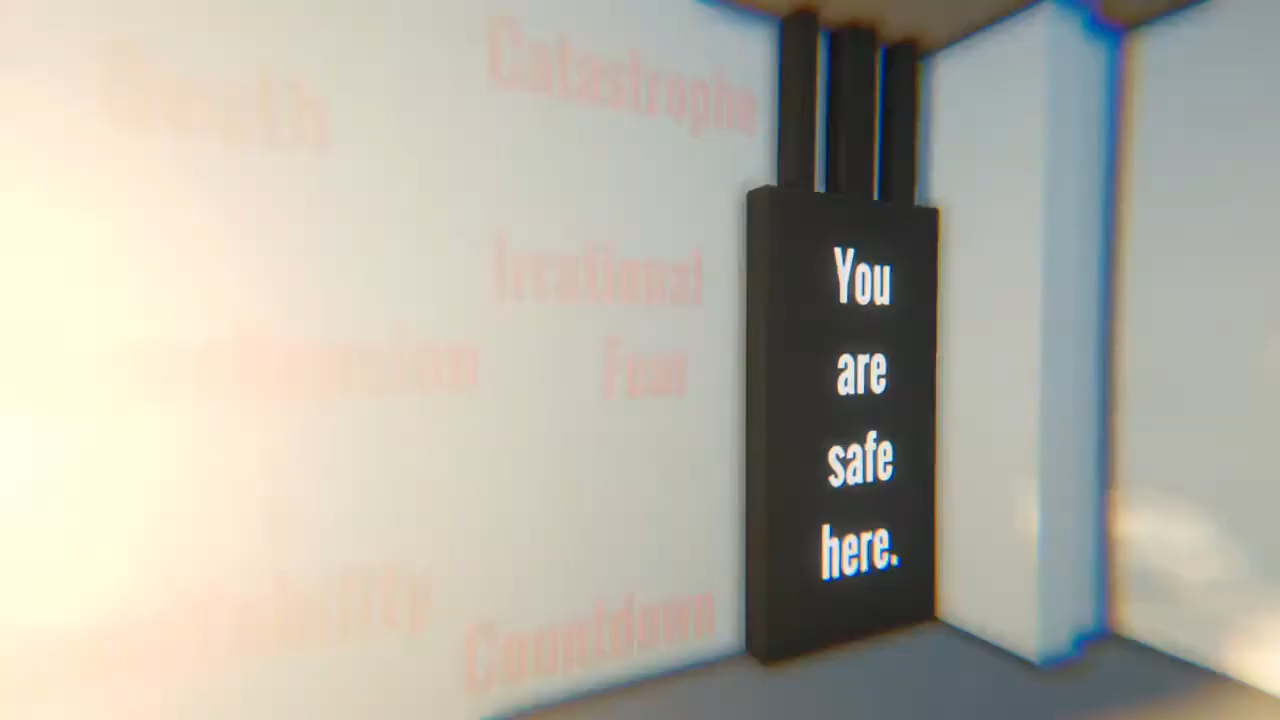 Catastrophe
Irrational
Fear
Countdown
You
are
safe
here.